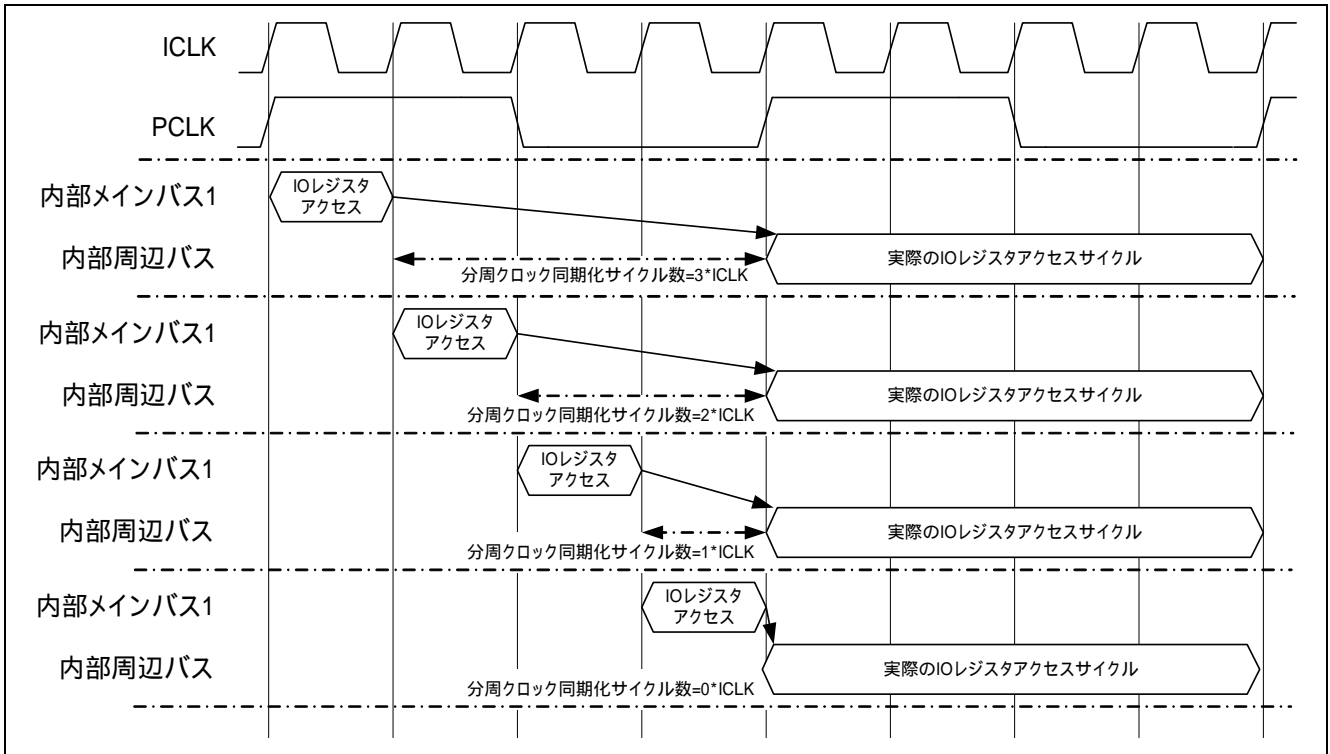 ICLK
PCLK
内部メインバス1
IOレジスタ
アクセス
内部周辺バス
実際のIOレジスタアクセスサイクル
分周クロック同期化サイクル数=3*ICLK
内部メインバス1
IOレジスタ
アクセス
内部周辺バス
実際のIOレジスタアクセスサイクル
分周クロック同期化サイクル数=2*ICLK
内部メインバス1
IOレジスタ
アクセス
内部周辺バス
実際のIOレジスタアクセスサイクル
分周クロック同期化サイクル数=1*ICLK
内部メインバス1
IOレジスタ
アクセス
内部周辺バス
実際のIOレジスタアクセスサイクル
分周クロック同期化サイクル数=0*ICLK